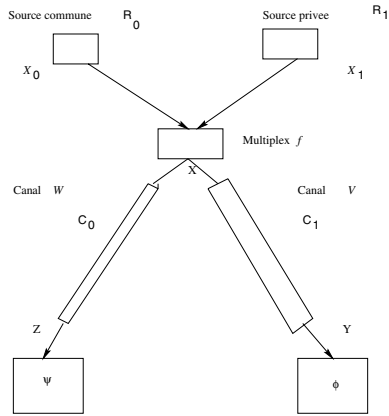 Source commune R0
Source privee R1
X0
X1
Multiplex f
X
Canal W
Canal V
C0
C1
Z
Y
ψ
ϕ